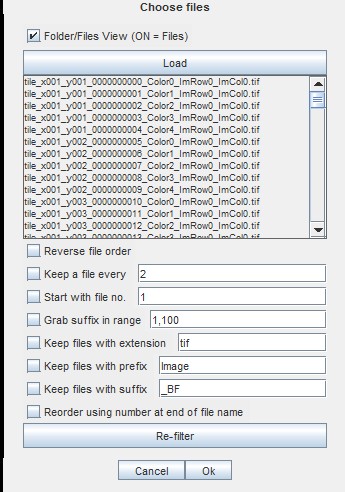 Choose files
Folder/Files View (ON = Files)
Load
tile_x001_y001_0000000000_Color0_ImRow0_ImCol0.tif
tile_x001_y001_0000000001_Color1_ImRow0_ImCol0.tif
tile_x001_y001_0000000002_Color2_ImRow0_ImCol0.tif
tile_x001_y001_0000000003_Color3_ImRow0_ImCol0.tif
tile_x001_y001_0000000004_Color4_ImRow0_ImCol0.tif
tile_x001_y002_0000000005_Color0_ImRow0_ImCol0.tif
tile_x001_y002_0000000006_Color1_ImRow0_ImCol0.tif
tile_x001_y002_0000000007_Color2_ImRow0_ImCol0.tif
tile_x001_y002_0000000008_Color3_ImRow0_ImCol0.tif
tile_x001_y002_0000000009_Color4_ImRow0_ImCol0.tif
tile_x001_y003_0000000010_Color0_ImRow0_ImCol0.tif
tile_x001_y003_0000000011_Color1_ImRow0_ImCol0.tif
tile_x001_y003_0000000012_Color2_ImRow0_ImCol0.tif
tile_x001_y003_0000000013_Color3_ImRow0_ImCol0.tif
Reverse file order
Keep a file every 2
Start with file no. 1
Grab suffix in range 1,100
Keep files with extension tif
Keep files with prefix Image
Keep files with suffix _BF
Reorder using number at end of file name
Re-filter
Cancel Ok